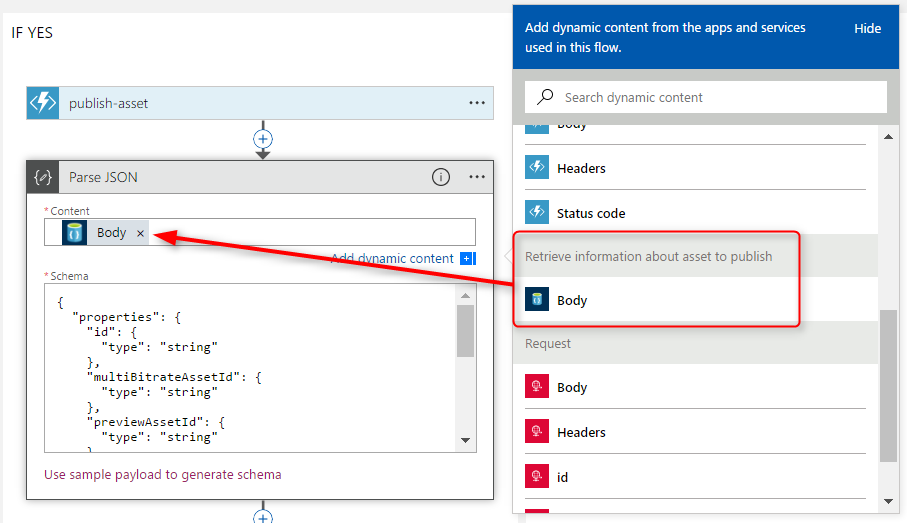 IF YES
publish-asset
Parse JSON
* Content
Body ×
Add dynamic content
* Schema
{
"properties": {
"id": {
"type": "string"
},
"multiBitrateAssetId": {
"type": "string"
},
"previewAssetId": {
"type": "string"
}
Use sample payload to generate schema
Add dynamic content from the apps and services
used in this flow.
Hide
Search dynamic content
Body
Headers
Status code
Retrieve information about asset to publish
Body
Request
Body
Headers
id